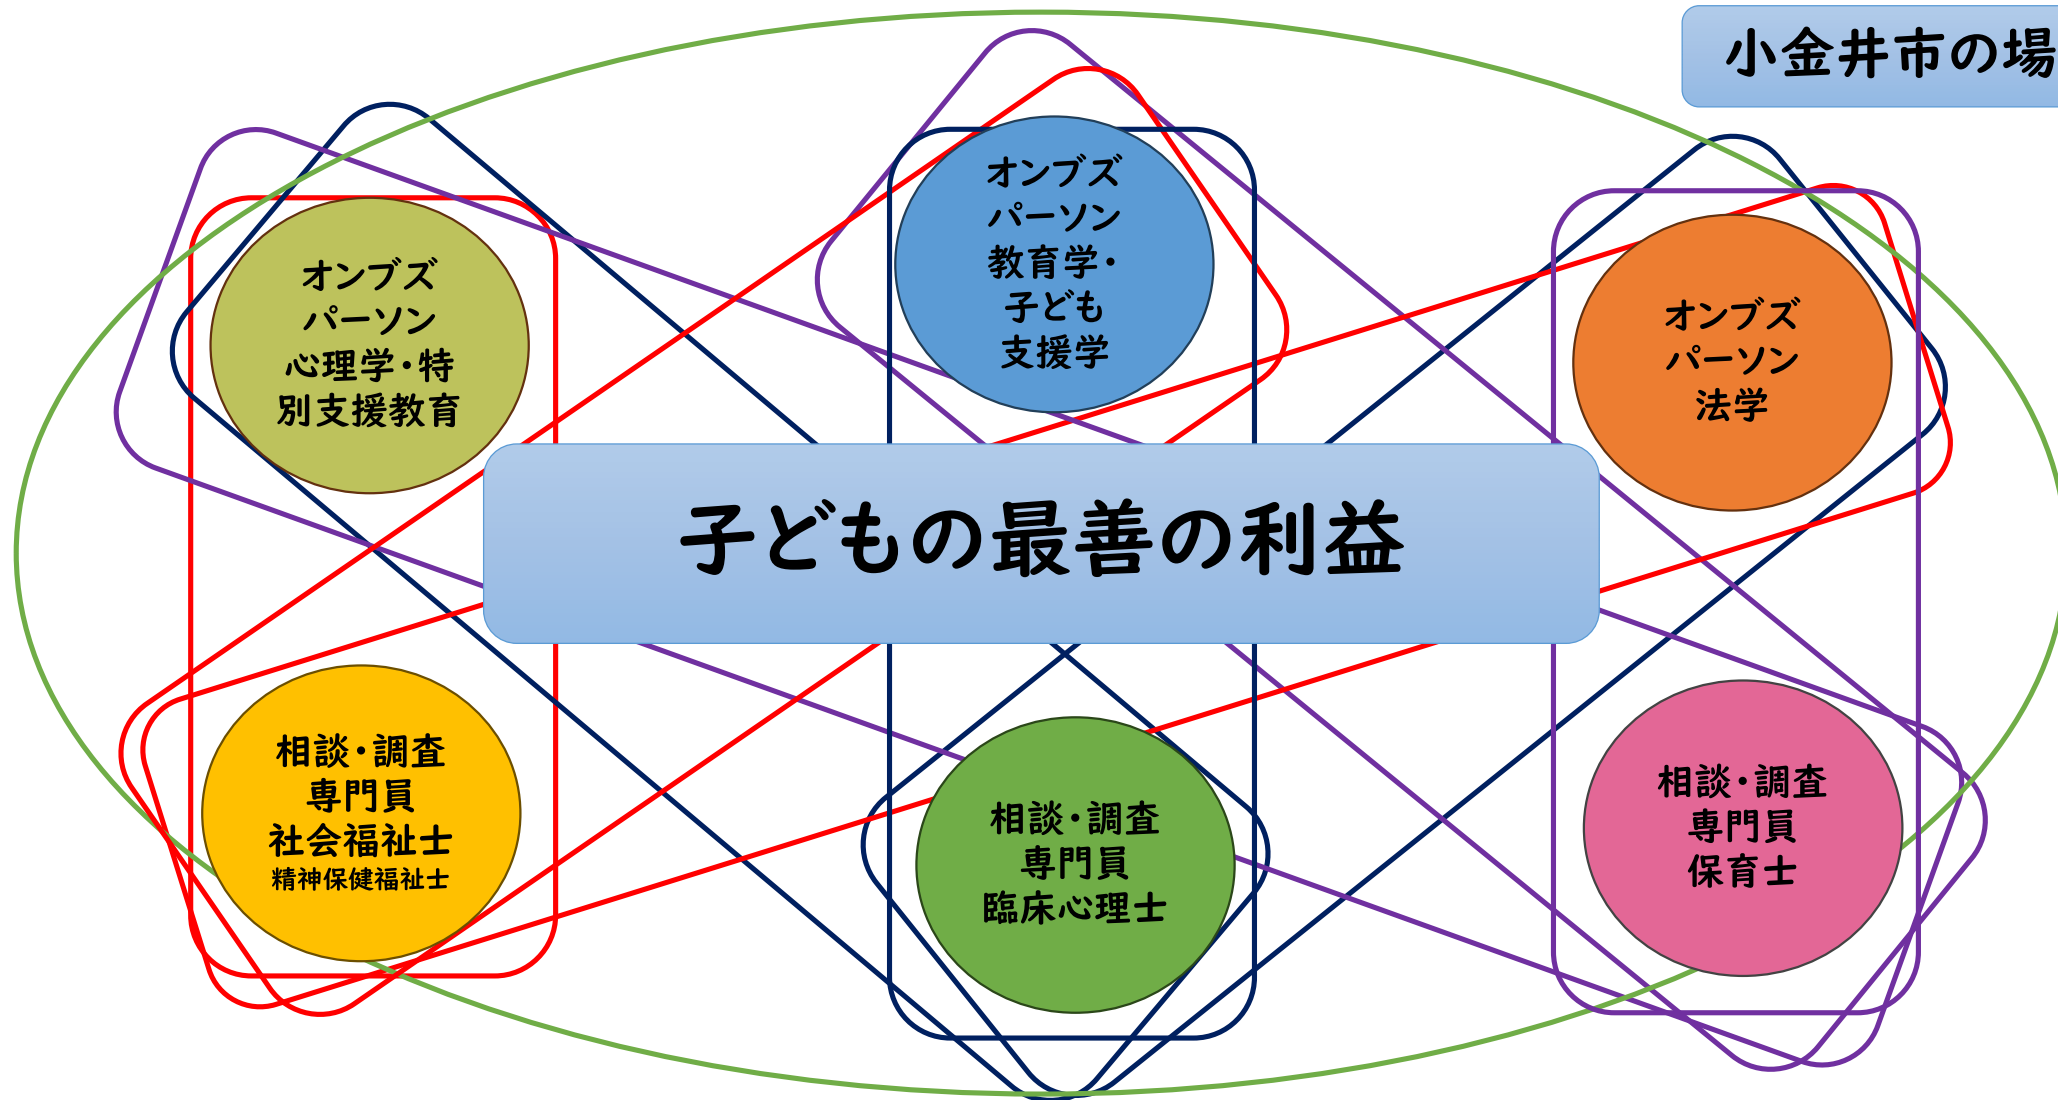 小金井市の場
オンブズ
パーソン
心理学・特
別支援教育
オンブズ
パーソン
教育学・
子ども
支援学
オンブズ
パーソン
法学
子どもの最善の利益
相談・調査
専門員
社会福祉士
精神保健福祉士
相談・調査
専門員
臨床心理士
相談・調査
専門員
保育士